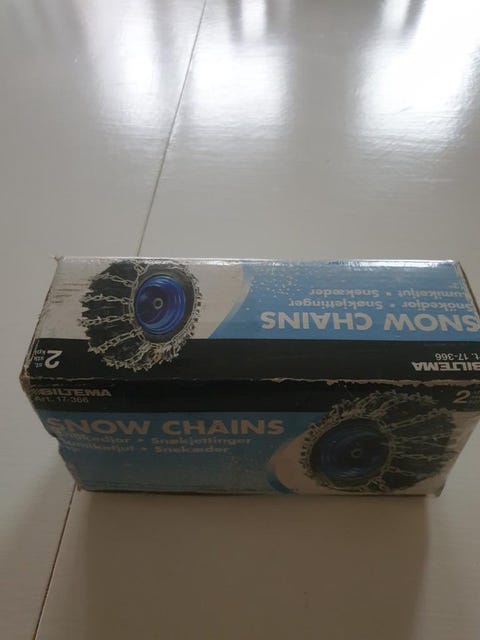 SNOW CHAINS
Snökedjor • Snøkjettinger
Lumiketjut • Snekæder
BILTEMA
Art. 17-366
2
BILTEMA
Art. 17-366
2
SNOW CHAINS
Snökedjor • Snøkjettinger
Lumiketjut • Snekæder